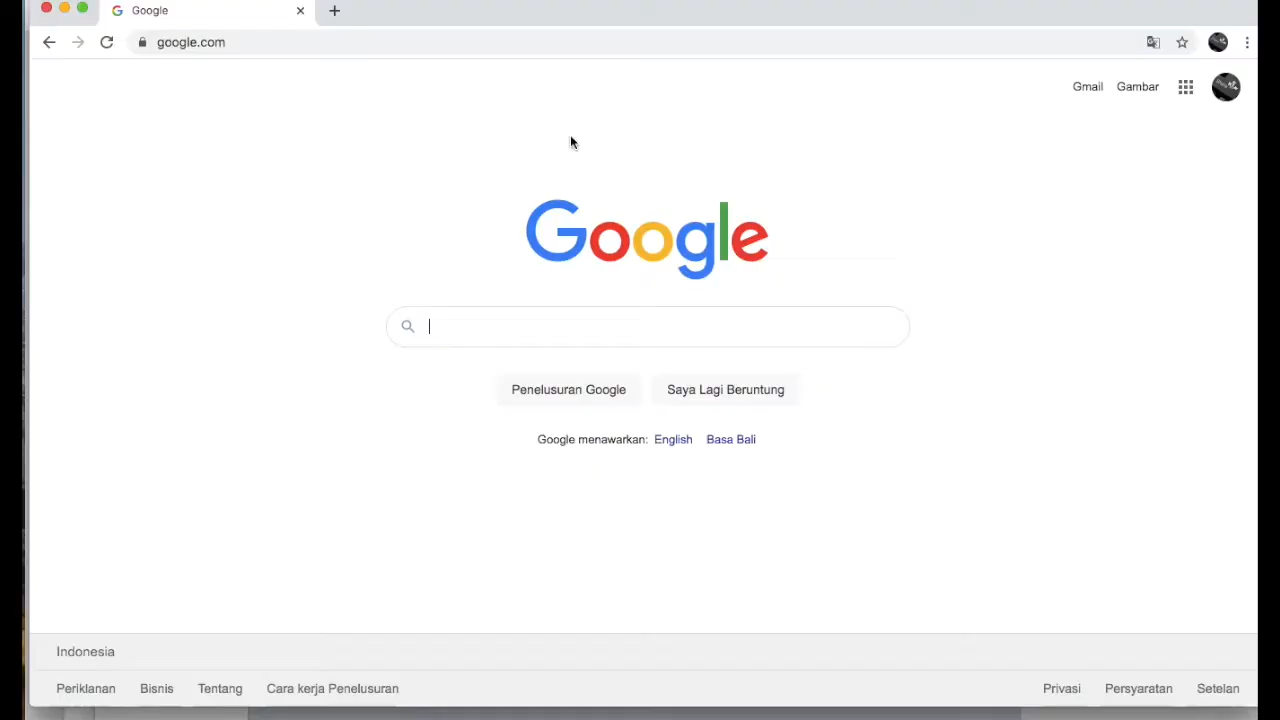 Google
google.com
Gmail Gambar
Google
Penelusuran Google Saya Lagi Beruntung
Google menawarkan: English Basa Bali
Indonesia
Periklanan Bisnis Tentang Cara kerja Penelusuran Privasi Persyaratan Setelan